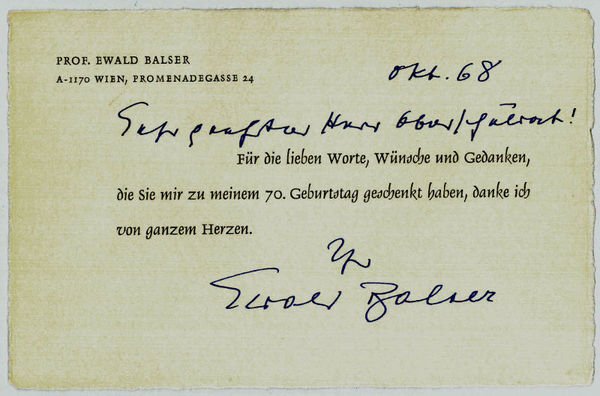 PROF. EWALD BALSER
A-1170 WIEN, PROMENADEGASSE 24
Okt. 68
Sehr geehrter Herr Oberschulrat!
Für die lieben Worte, Wünsche und Gedanken,
die Sie mir zu meinem 70. Geburtstag geschenkt haben, danke ich
von ganzem Herzen.
Ihr
Ewald Balser